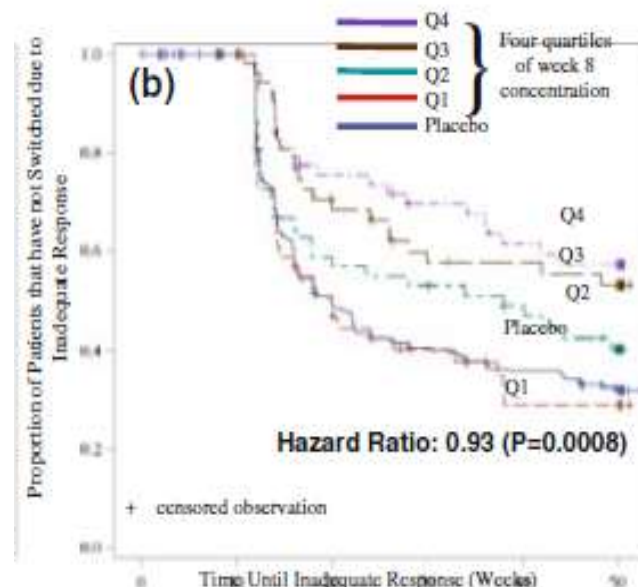 Q4
Q3
Q2
Q1
Placebo
Four quartiles
of week 8
concentration
(b)
Proportion of Patients that have not Switched due to
Inadequate Response
1.0
0.8
0.6
0.4
0.2
0.0
Q4
Q3
Q2
Placebo
Q1
Hazard Ratio: 0.93 (P=0.0008)
+ censored observation
0
50
Time Until Inadequate Response (Weeks)